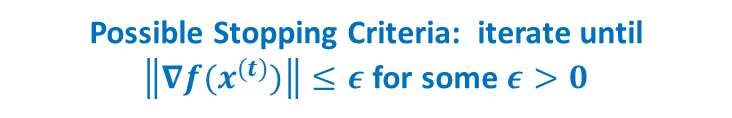 Possible Stopping Criteria: iterate until
‖∇f(x⁽ᵗ⁾)‖ ≤ ϵ for some ϵ > 0